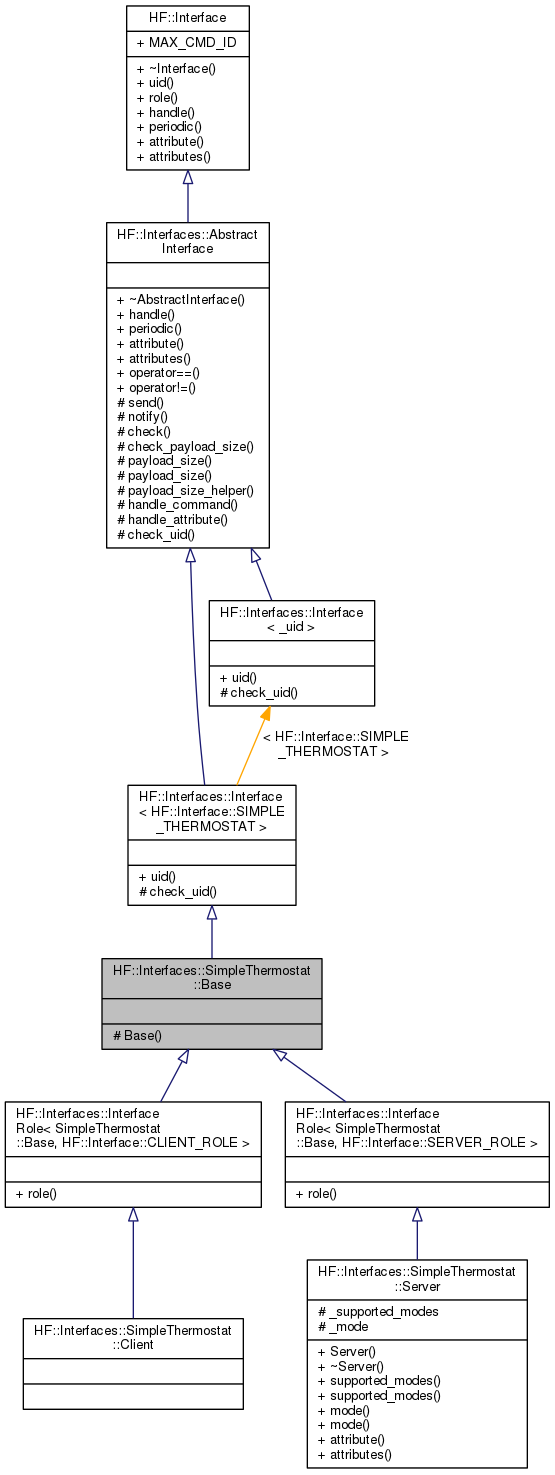 HF::Interface
+ MAX_CMD_ID
+ ~Interface()
+ uid()
+ role()
+ handle()
+ periodic()
+ attribute()
+ attributes()
HF::Interfaces::Abstract
Interface
+ ~AbstractInterface()
+ handle()
+ periodic()
+ attribute()
+ attributes()
+ operator==()
+ operator!=()
# send()
# notify()
# check()
# check_payload_size()
# payload_size()
# payload_size()
# payload_size_helper()
# handle_command()
# handle_attribute()
# check_uid()
HF::Interfaces::Interface
< _uid >
+ uid()
# check_uid()
< HF::Interface::SIMPLE
_THERMOSTAT >
HF::Interfaces::Interface
< HF::Interface::SIMPLE
_THERMOSTAT >
+ uid()
# check_uid()
HF::Interfaces::SimpleThermostat
::Base
# Base()
HF::Interfaces::Interface
Role< SimpleThermostat
::Base, HF::Interface::CLIENT_ROLE >
+ role()
HF::Interfaces::Interface
Role< SimpleThermostat
::Base, HF::Interface::SERVER_ROLE >
+ role()
HF::Interfaces::SimpleThermostat
::Client
HF::Interfaces::SimpleThermostat
::Server
# _supported_modes
# _mode
+ Server()
+ ~Server()
+ supported_modes()
+ supported_modes()
+ mode()
+ mode()
+ attribute()
+ attributes()